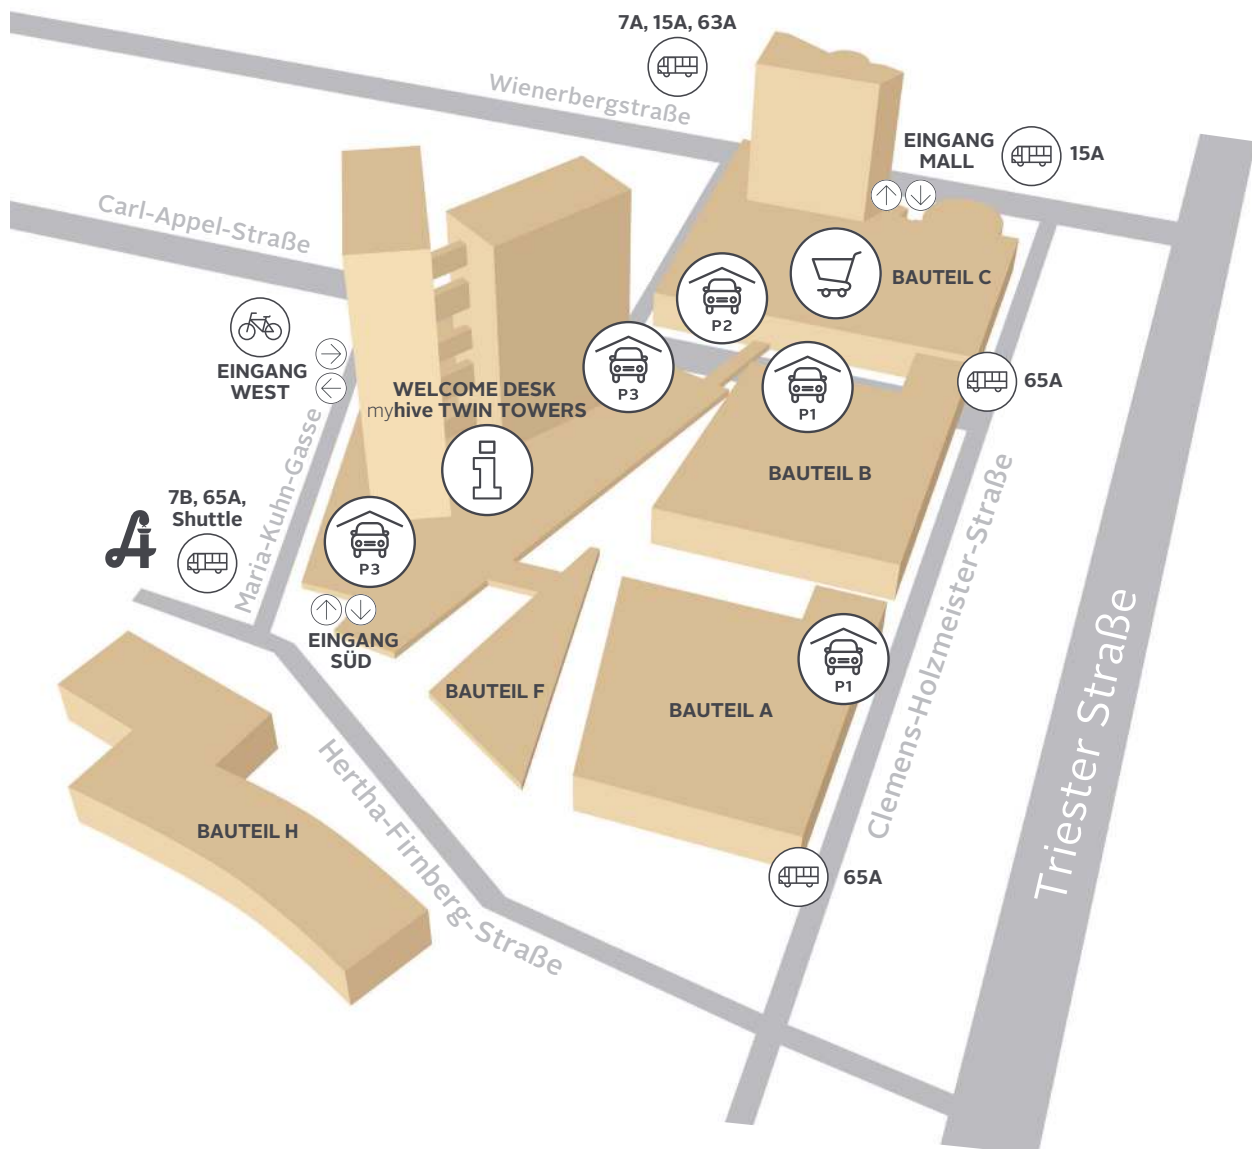 7A, 15A, 63A
Wienerbergstraße
EINGANG
MALL
15A
Carl-Appel-Straße
BAUTEIL C
P2
EINGANG
WEST
P3
P1
65A
WELCOME DESK
myhive TWIN TOWERS
BAUTEIL B
7B, 65A,
Shuttle
Maria-Kuhn-Gasse
P3
EINGANG
SÜD
BAUTEIL F
BAUTEIL A
P1
Clemens-Holzmeister-Straße
Triester Straße
Hertha-Firnberg-Straße
BAUTEIL H
65A